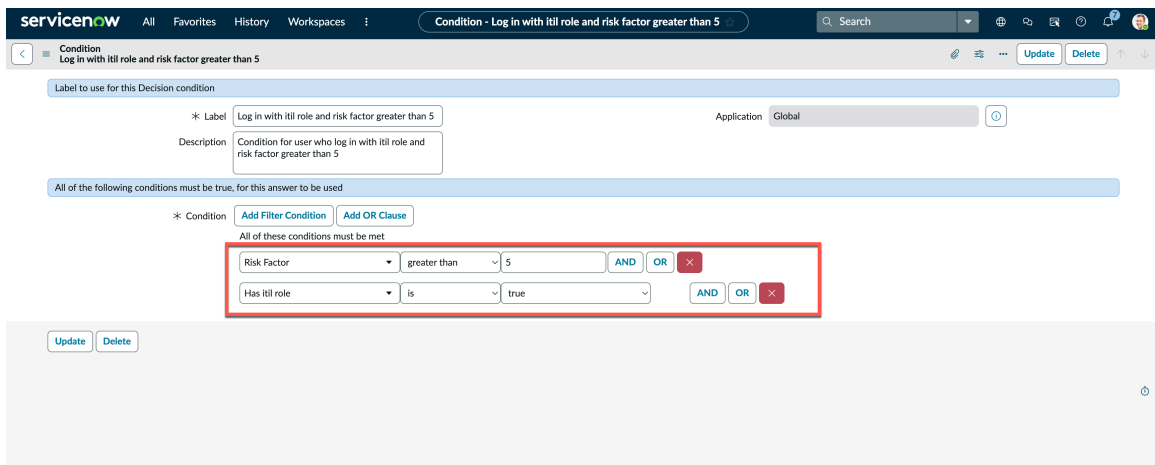 servicenow All Favorites History Workspaces Condition - Log in with itil role and risk factor greater than 5 Search 7
Condition
Log in with itil role and risk factor greater than 5 Update Delete
Label to use for this Decision condition
Label Log in with itil role and risk factor greater than 5 Application Global
Description Condition for user who log in with itil role and
risk factor greater than 5
All of the following conditions must be true, for this answer to be used
Condition Add Filter Condition Add OR Clause
All of these conditions must be met
Risk Factor greater than 5 AND OR
Has itil role is true AND OR
Update Delete